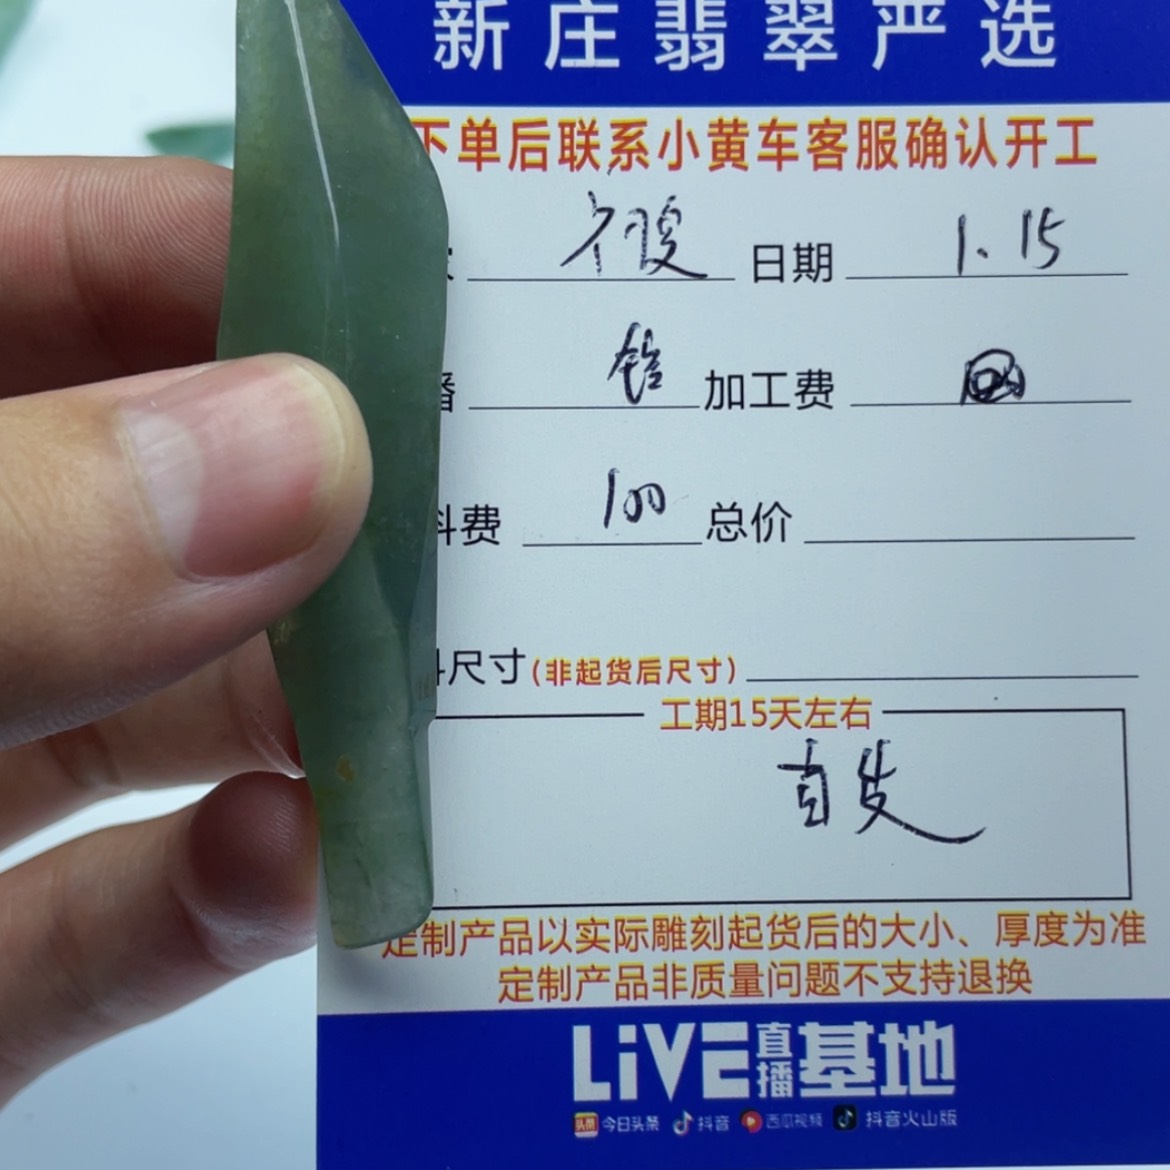 新庄翡翠严选
下单后联系小黄车客服确认开工
日期 1.15
加工费
料费 100 总价
尺寸(非起货后尺寸)
工期15天左右
直发
定制产品以实际雕刻起货后的大小、厚度为准
定制产品非质量问题不支持退换
LiVE直播基地
头条 今日头条 抖音 西瓜视频 抖音火山版